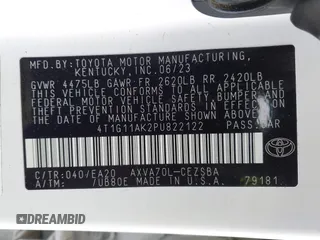 MFD. BY: TOYOTA MOTOR MANUFACTURING,
KENTUCKY, INC. 06/23
GVWR 4475LB GAWR FR 2620LB RR 2420LB
THIS VEHICLE CONFORMS TO ALL APPLICABLE
FEDERAL MOTOR VEHICLE SAFETY, BUMPER, AND
THEFT PREVENTION STANDARDS IN EFFECT ON
THE DATE OF MANUFACTURE SHOWN ABOVE.
4T1G11AK2PU822122 PASS.CAR
C/TR:040/EA20 AXVA70L-CEZSBA
A/TM: /UB80E MADE IN U.S.A. 79181
TOYOTA
DREAMBID.COM